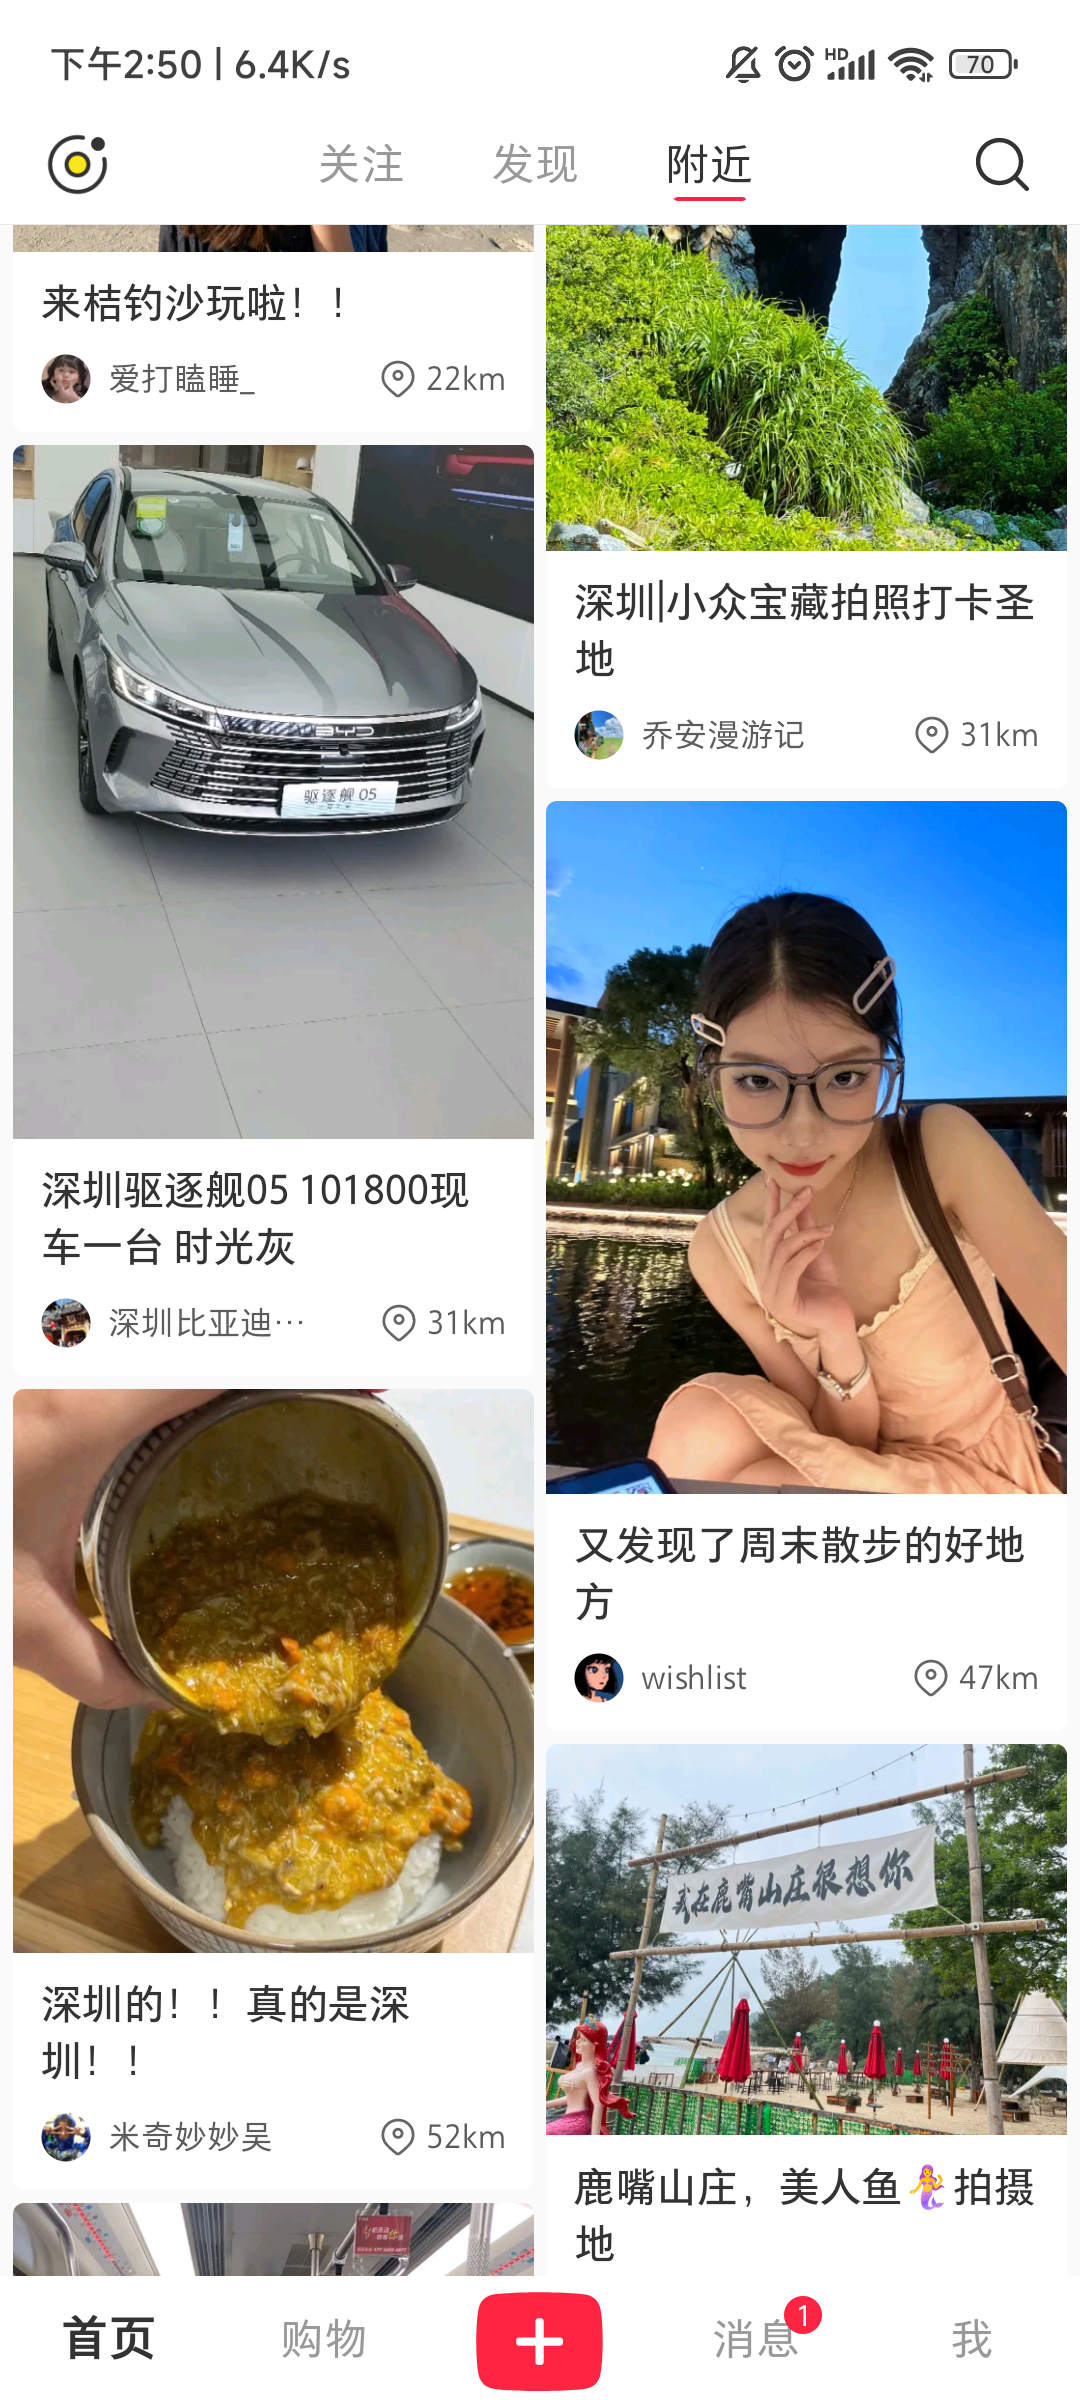 下午2:50 | 6.4K/s
HD
70
关注
发现
附近
来桔钓沙玩啦！！
爱打瞌睡_
22km
BYD
驱逐舰 05
深圳驱逐舰05 101800现
车一台 时光灰
深圳比亚迪…
31km
深圳的！！真的是深
圳！！
米奇妙妙吴
52km
深圳|小众宝藏拍照打卡圣
地
乔安漫游记
31km
又发现了周末散步的好地
方
wishlist
47km
我在鹿嘴山庄很想你
鹿嘴山庄，美人鱼🧜‍♀️拍摄
地
首页
购物
消息
1
我